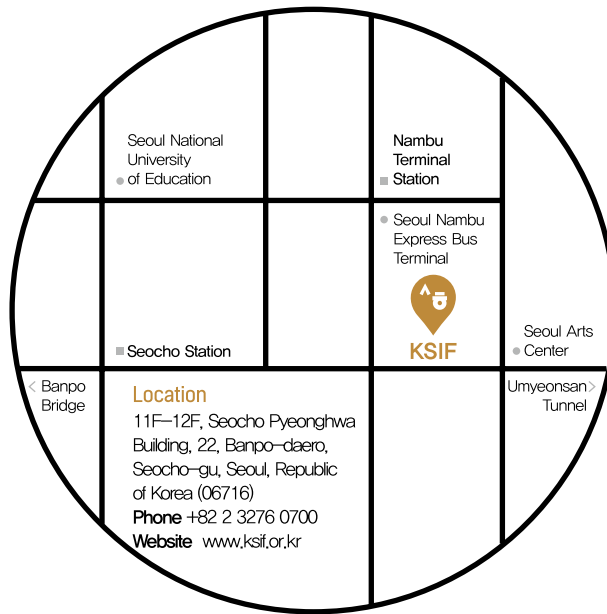 Seoul National
University
of Education
Nambu
Terminal
Station
Seoul Nambu
Express Bus
Terminal
KSIF
Seocho Station
Seoul Arts
Center
< Banpo
Bridge
Umyeonsan >
Tunnel
Location
11F-12F, Seocho Pyeonghwa
Building, 22, Banpo-daero,
Seocho-gu, Seoul, Republic
of Korea (06716)
Phone +82 2 3276 0700
Website www.ksif.or.kr